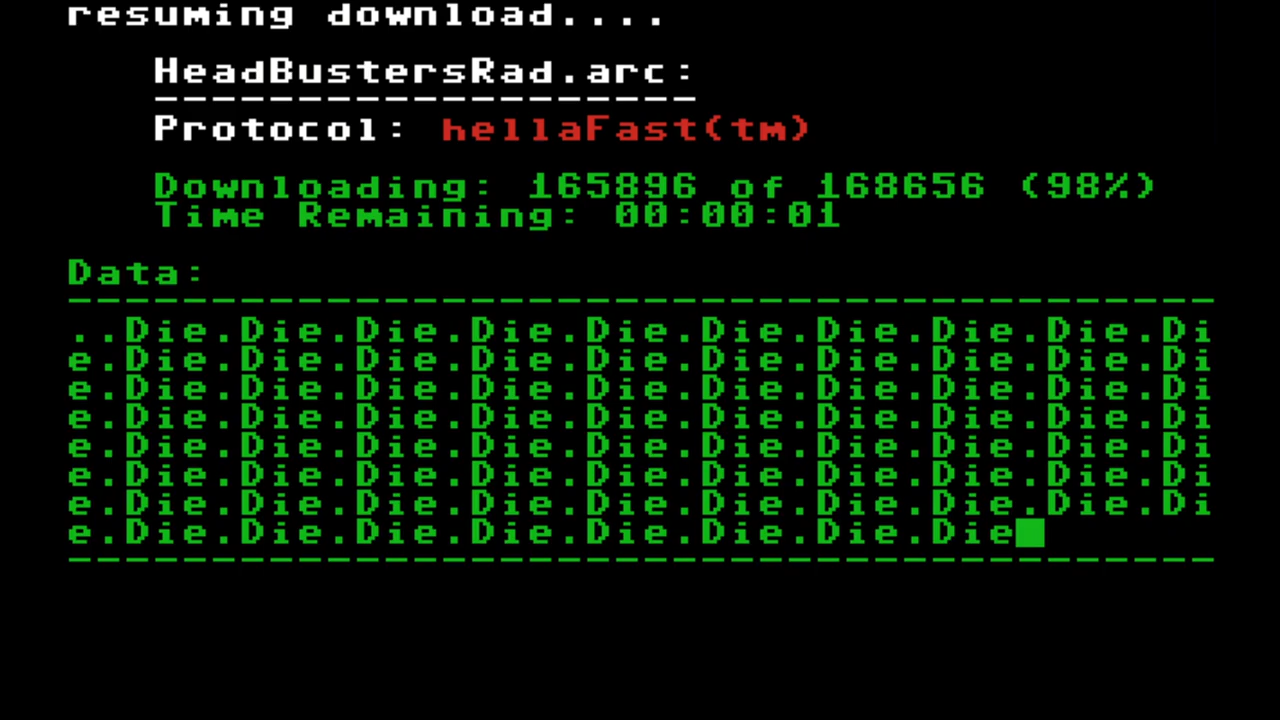 resuming download....
HeadBustersRad.arc:
-------------------
Protocol: hellaFast(tm)
Downloading: 165896 of 168656 (98%)
Time Remaining: 00:00:01
Data:
----------------------------------------
..Die.Die.Die.Die.Die.Die.Die.Die.Die.Di
e.Die.Die.Die.Die.Die.Die.Die.Die.Die.Di
e.Die.Die.Die.Die.Die.Die.Die.Die.Die.Di
e.Die.Die.Die.Die.Die.Die.Die.Die.Die.Di
e.Die.Die.Die.Die.Die.Die.Die.Die.Die.Di
e.Die.Die.Die.Die.Die.Die.Die.Die.Die.Di
e.Die.Die.Die.Die.Die.Die.Die.Die.Die.Di
e.Die.Die.Die.Die.Die.Die.Die.Die
----------------------------------------